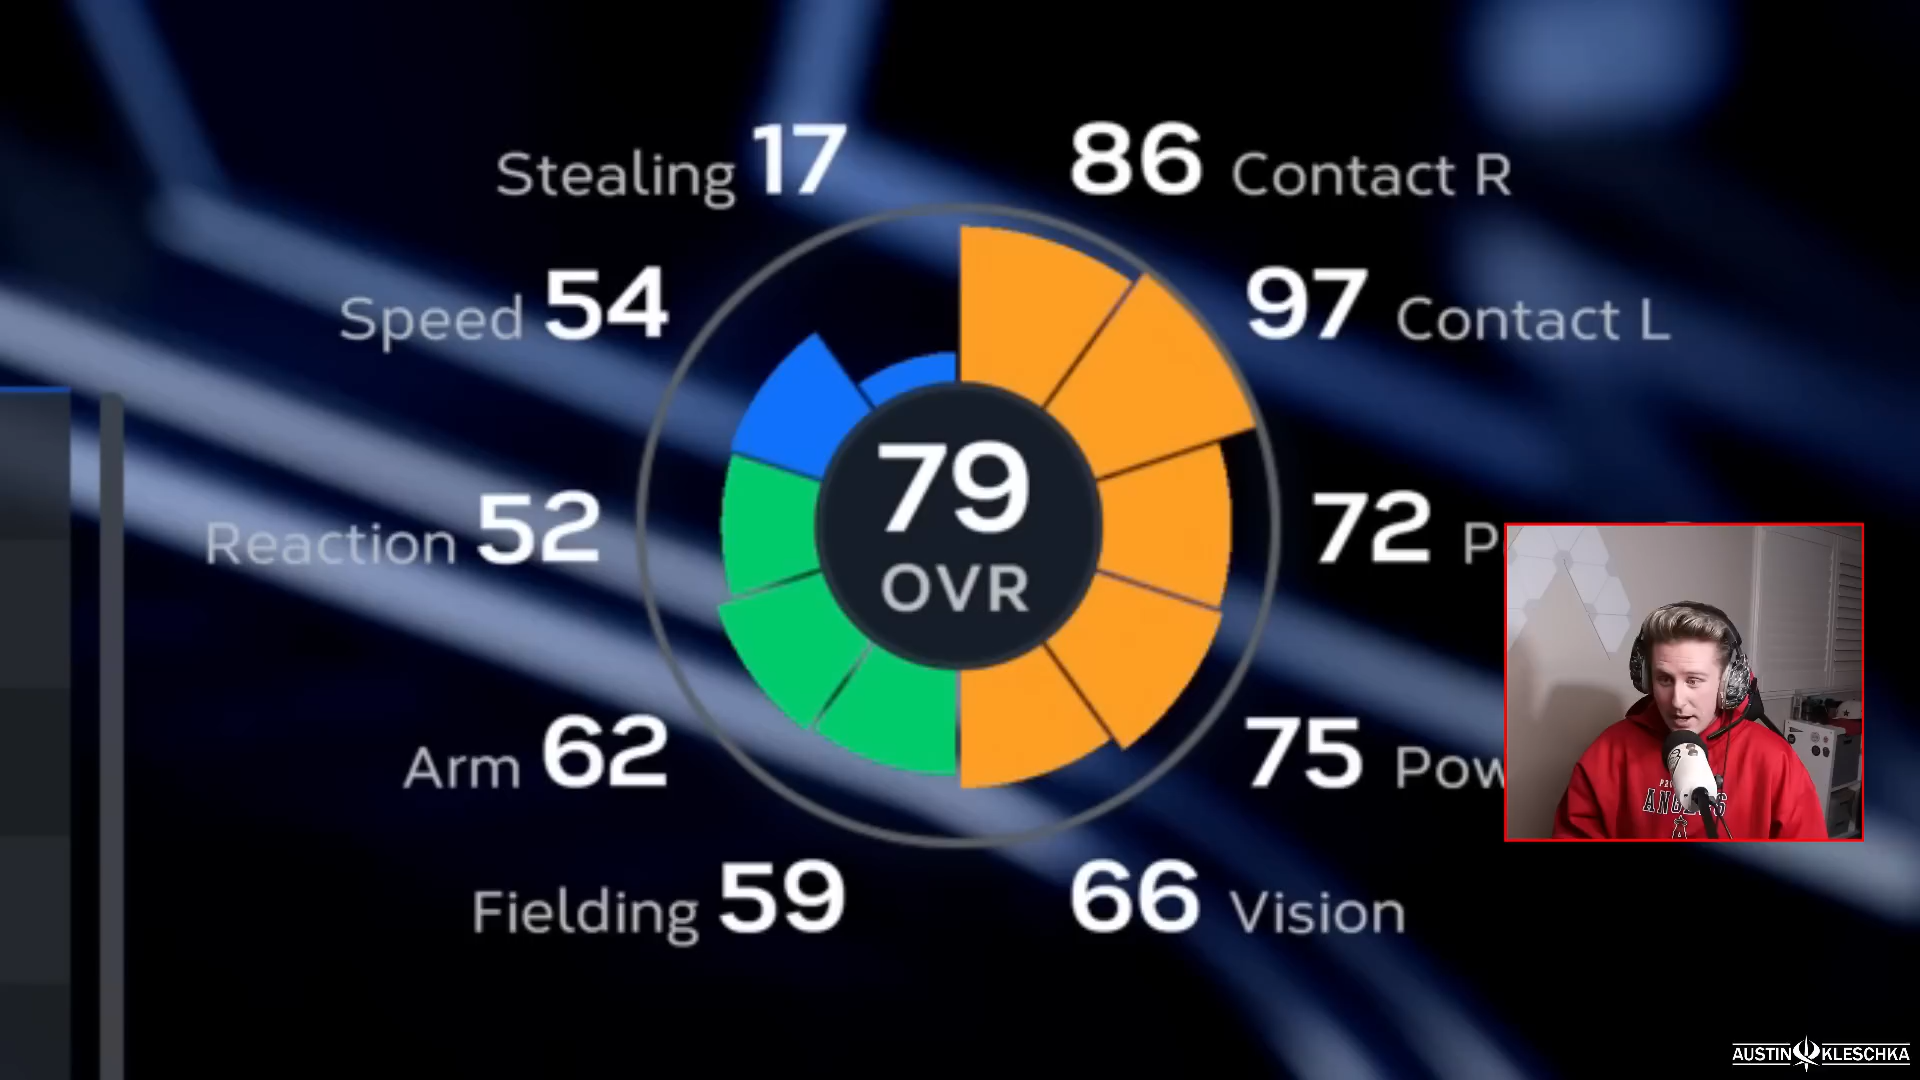 Stealing 17
86 Contact R
Speed 54
97 Contact L
79
OVR
Reaction 52
72
Arm 62
75
Fielding 59
66 Vision
ANGELS
AUSTIN KLESCHKA